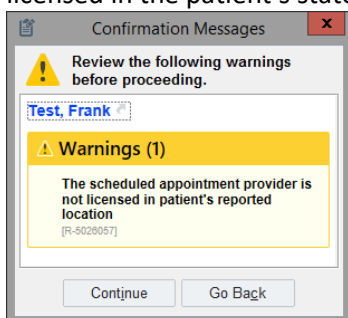 licensed in the patient's stat
Confirmation Messages x
Review the following warnings
before proceeding.
Test, Frank
Warnings (1)
The scheduled appointment provider is
not licensed in patient's reported
location
[R-5026057]
Continue Go Back